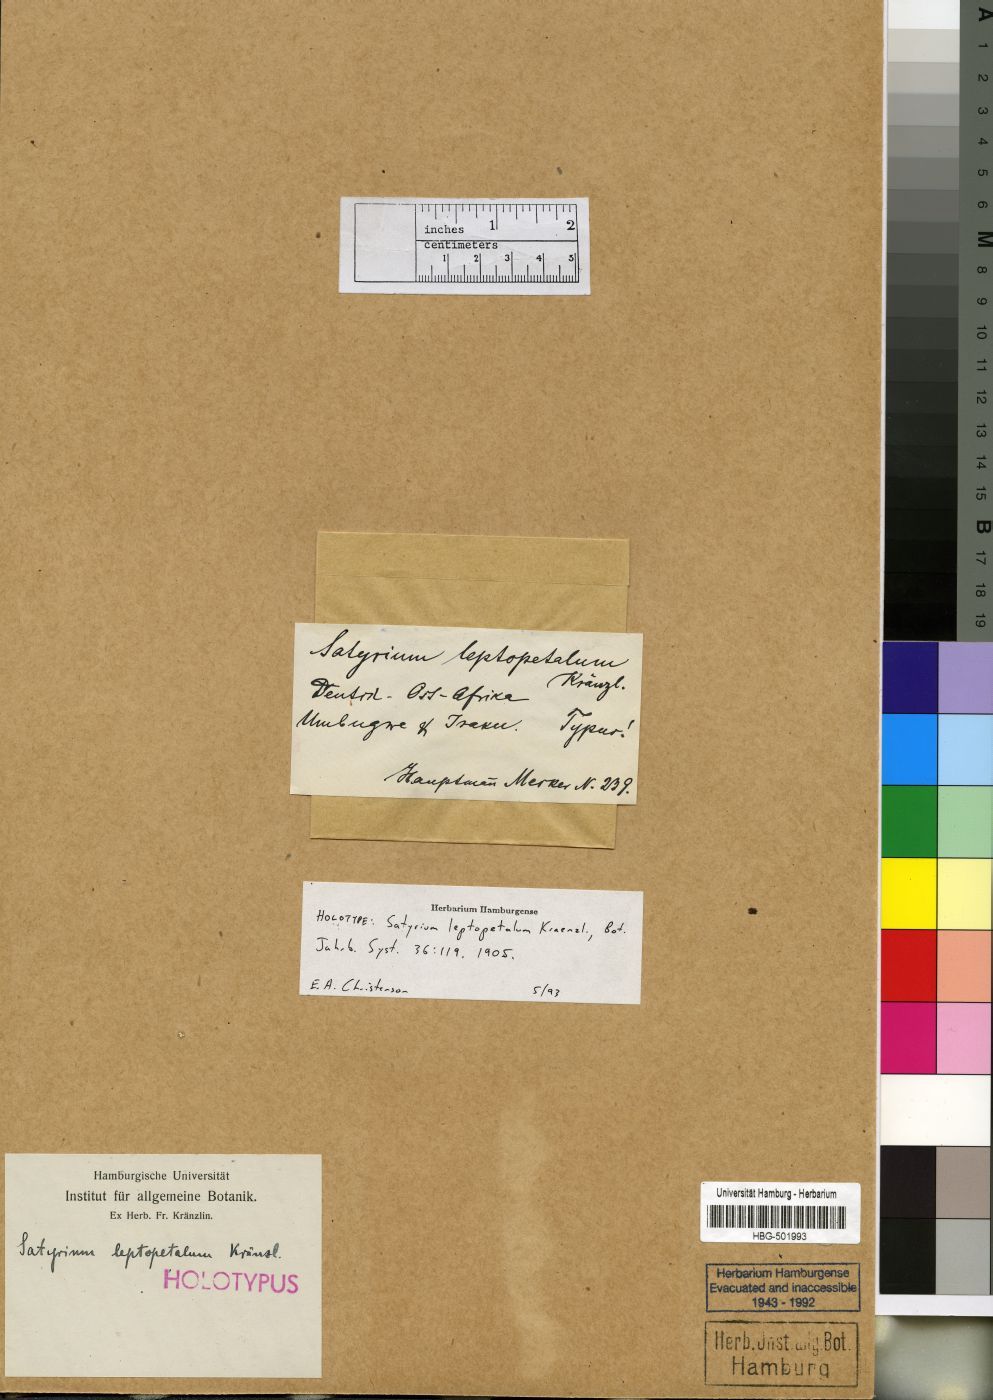 inches 1 2
centimeters
1 2 3 4 5
Satyrium leptopetalum
Kränzl.
Deutsch-Ost-Afrika
Umbugwe & Iraku. Typus!
Hauptmañ Merker N. 239.
Herbarium Hamburgense
HOLOTYPE: Satyrium leptopetalum Kraenzl., Bot.
Jahrb. Syst. 36:119. 1905.
E.A. Christenson 5/93
Hamburgische Universität
Institut für allgemeine Botanik.
Ex Herb. Fr. Kränzlin.
Satyrium leptopetalum Kränzl.
HOLOTYPUS
Universität Hamburg - Herbarium
HBG-501993
Herbarium Hamburgense
Evacuated and inaccessible
1943 - 1992
Herb. Inst. allg. Bot.
Hamburg
A
1
2
3
4
5
6
M
8
9
10
11
12
13
14
15
B
17
18
19